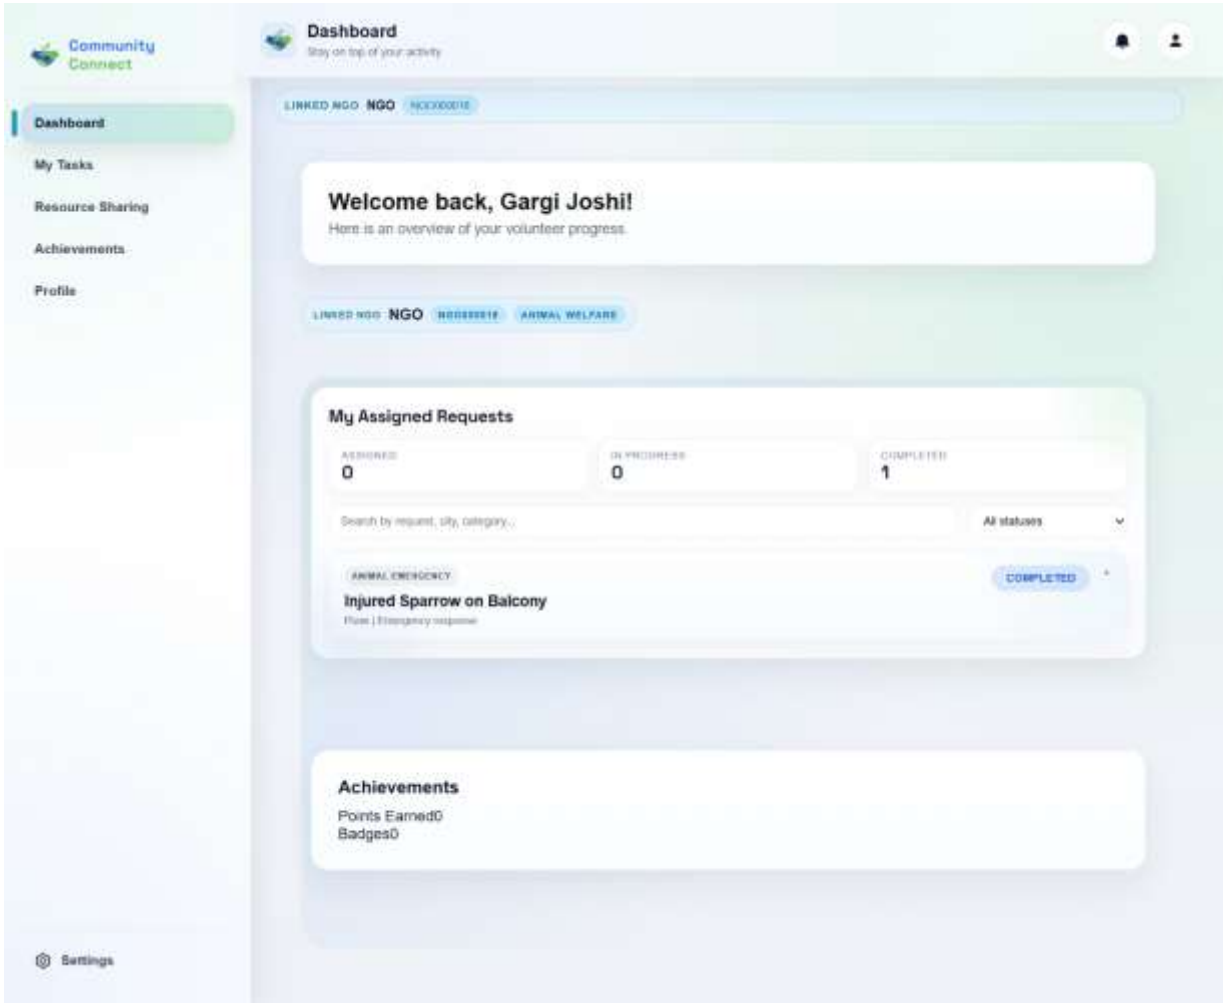 Community
Connect
Dashboard
Stay on top of your activity
Dashboard
My Tasks
Resource Sharing
Achievements
Profile
Settings
LINKED NGO NGO
Welcome back, Gargi Joshi!
Here is an overview of your volunteer progress.
LINKED NGO NGO ANIMAL WELFARE
My Assigned Requests
ASSIGNED
0
IN PROGRESS
0
COMPLETED
1
Search by request, city, category...
All statuses
ANIMAL EMERGENCY
COMPLETED
Injured Sparrow on Balcony
| Emergency response
Achievements
Points Earned0
Badges0